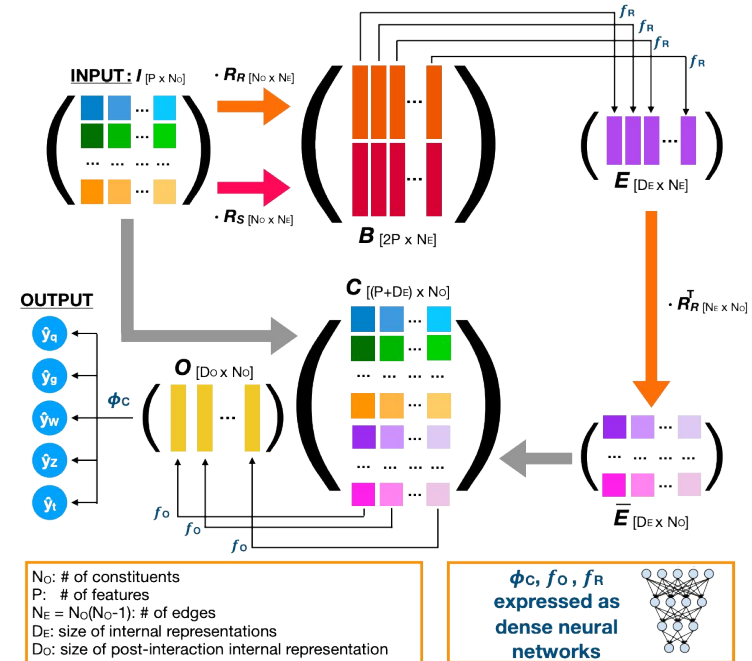 f_R
f_R
f_R
f_R
INPUT: I [P x N_O]
· R_R [N_O x N_E]
...
...
...
...
... ... ...
...
· R_S [N_O x N_E]
...
...
B [2P x N_E]
...
E [D_E x N_E]
· R_R^T [N_E x N_O]
C [(P+D_E) x N_O]
...
...
... ... ...
...
...
... ... ...
...
OUTPUT
ŷ_q
ŷ_g
ŷ_W
ŷ_Z
ŷ_t
ϕ_C
O [D_O x N_O]
...
f_O
f_O
f_O
...
... ... ...
...
E̅ [D_E x N_O]
N_O: # of constituents
P: # of features
N_E = N_O(N_O-1): # of edges
D_E: size of internal representations
D_O: size of post-interaction internal representation
ϕ_C, f_O , f_R
expressed as
dense neural
networks